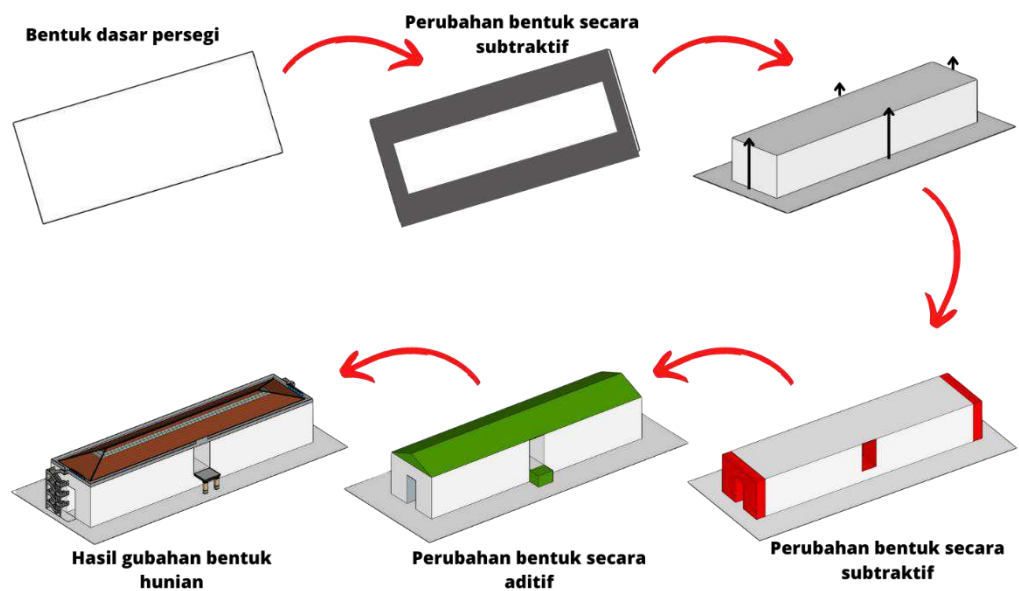 Bentuk dasar persegi
Perubahan bentuk secara
subtraktif
Hasil gubahan bentuk
hunian
Perubahan bentuk secara
aditif
Perubahan bentuk secara
subtraktif